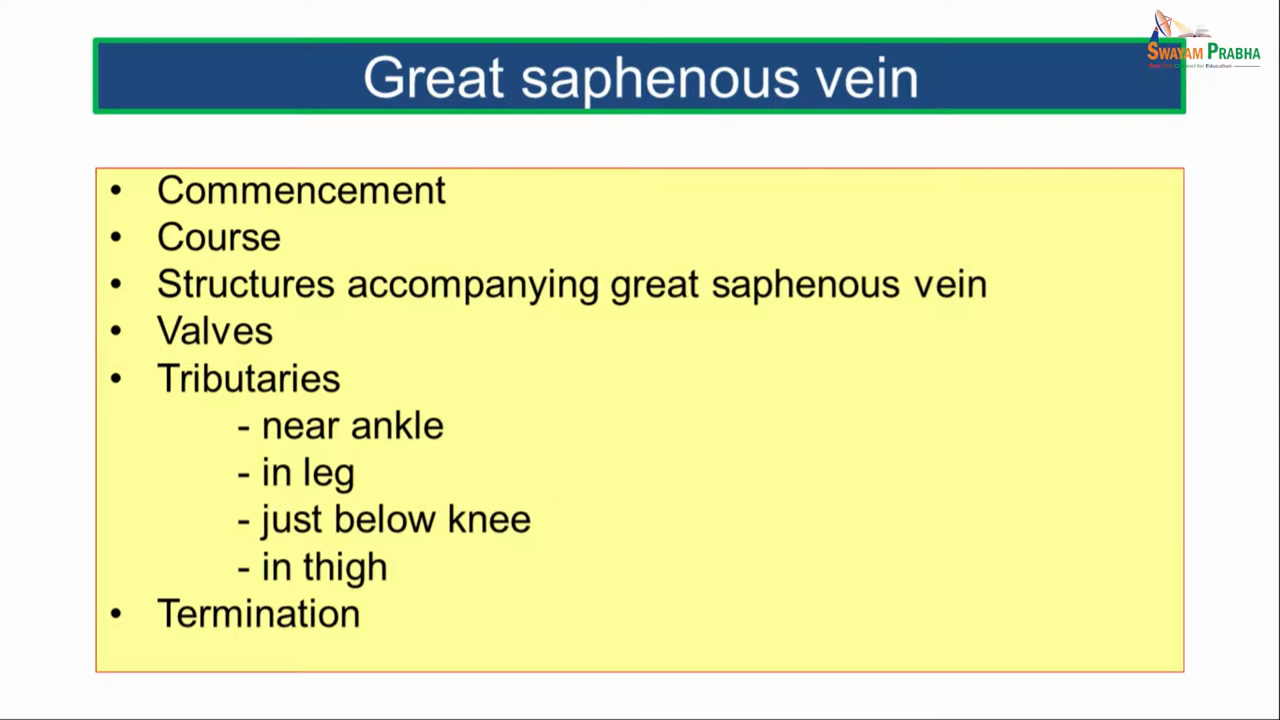 SWAYAM PRABHA
Great saphenous vein
• Commencement
• Course
• Structures accompanying great saphenous vein
• Valves
• Tributaries
- near ankle
- in leg
- just below knee
- in thigh
• Termination